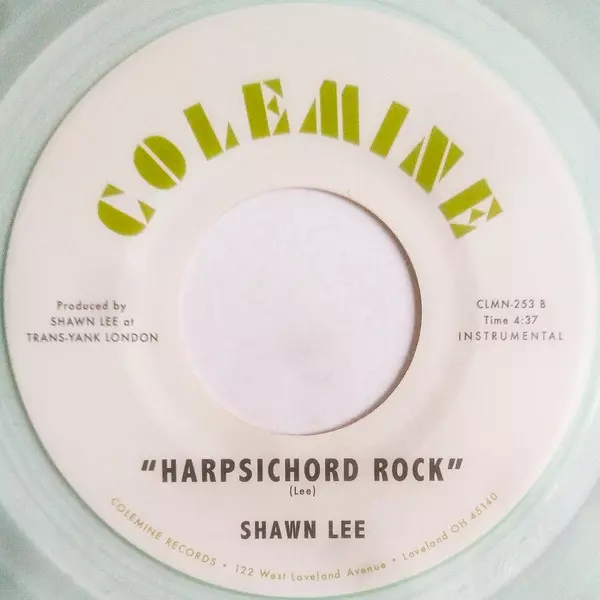 COLEMINE
Produced by
SHAWN LEE at
TRANS-YANK LONDON
CLMN-253 B
Time 4:37
INSTRUMENTAL
"HARPSICHORD ROCK"
(Lee)
SHAWN LEE
COLEMINE RECORDS • 122 West Loveland Avenue • Loveland OH 45140